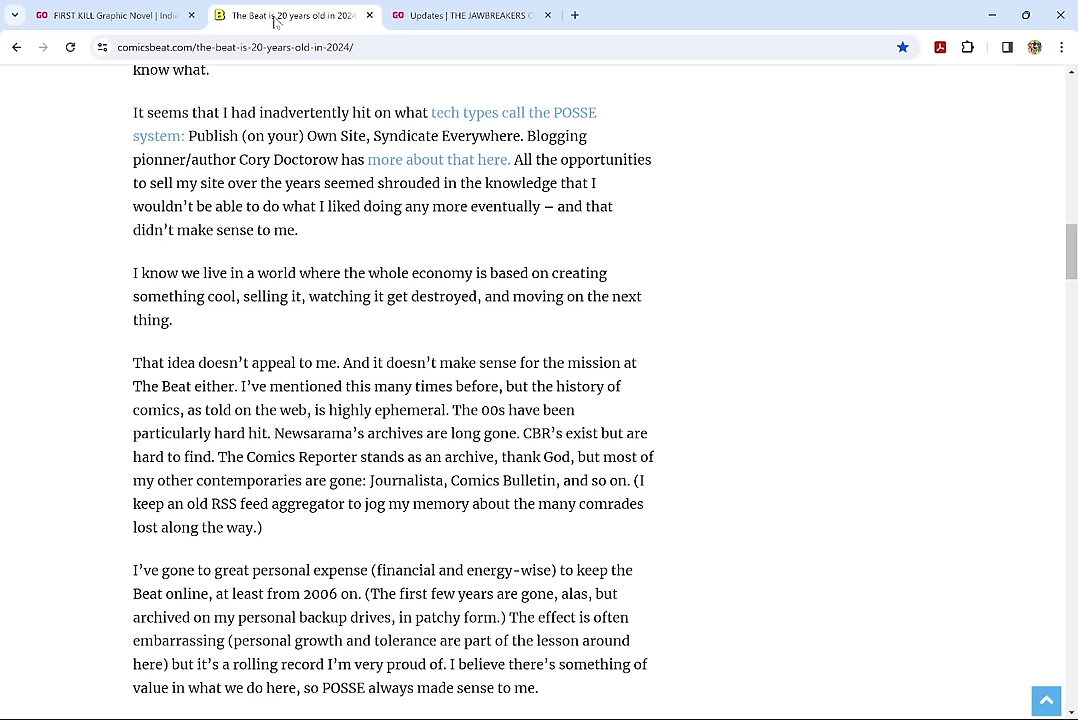 GO FIRST KILL Graphic Novel | Indie
The Beat is 20 years old in 2024
GO Updates | THE JAWBREAKERS C
comicsbeat.com/the-beat-is-20-years-old-in-2024/
know what.
It seems that I had inadvertently hit on what tech types call the POSSE
system: Publish (on your) Own Site, Syndicate Everywhere. Blogging
pionner/author Cory Doctorow has more about that here. All the opportunities
to sell my site over the years seemed shrouded in the knowledge that I
wouldn’t be able to do what I liked doing any more eventually – and that
didn’t make sense to me.
I know we live in a world where the whole economy is based on creating
something cool, selling it, watching it get destroyed, and moving on the next
thing.
That idea doesn’t appeal to me. And it doesn’t make sense for the mission at
The Beat either. I’ve mentioned this many times before, but the history of
comics, as told on the web, is highly ephemeral. The 00s have been
particularly hard hit. Newsarama’s archives are long gone. CBR’s exist but are
hard to find. The Comics Reporter stands as an archive, thank God, but most of
my other contemporaries are gone: Journalista, Comics Bulletin, and so on. (I
keep an old RSS feed aggregator to jog my memory about the many comrades
lost along the way.)
I’ve gone to great personal expense (financial and energy-wise) to keep the
Beat online, at least from 2006 on. (The first few years are gone, alas, but
archived on my personal backup drives, in patchy form.) The effect is often
embarrassing (personal growth and tolerance are part of the lesson around
here) but it’s a rolling record I’m very proud of. I believe there’s something of
value in what we do here, so POSSE always made sense to me.